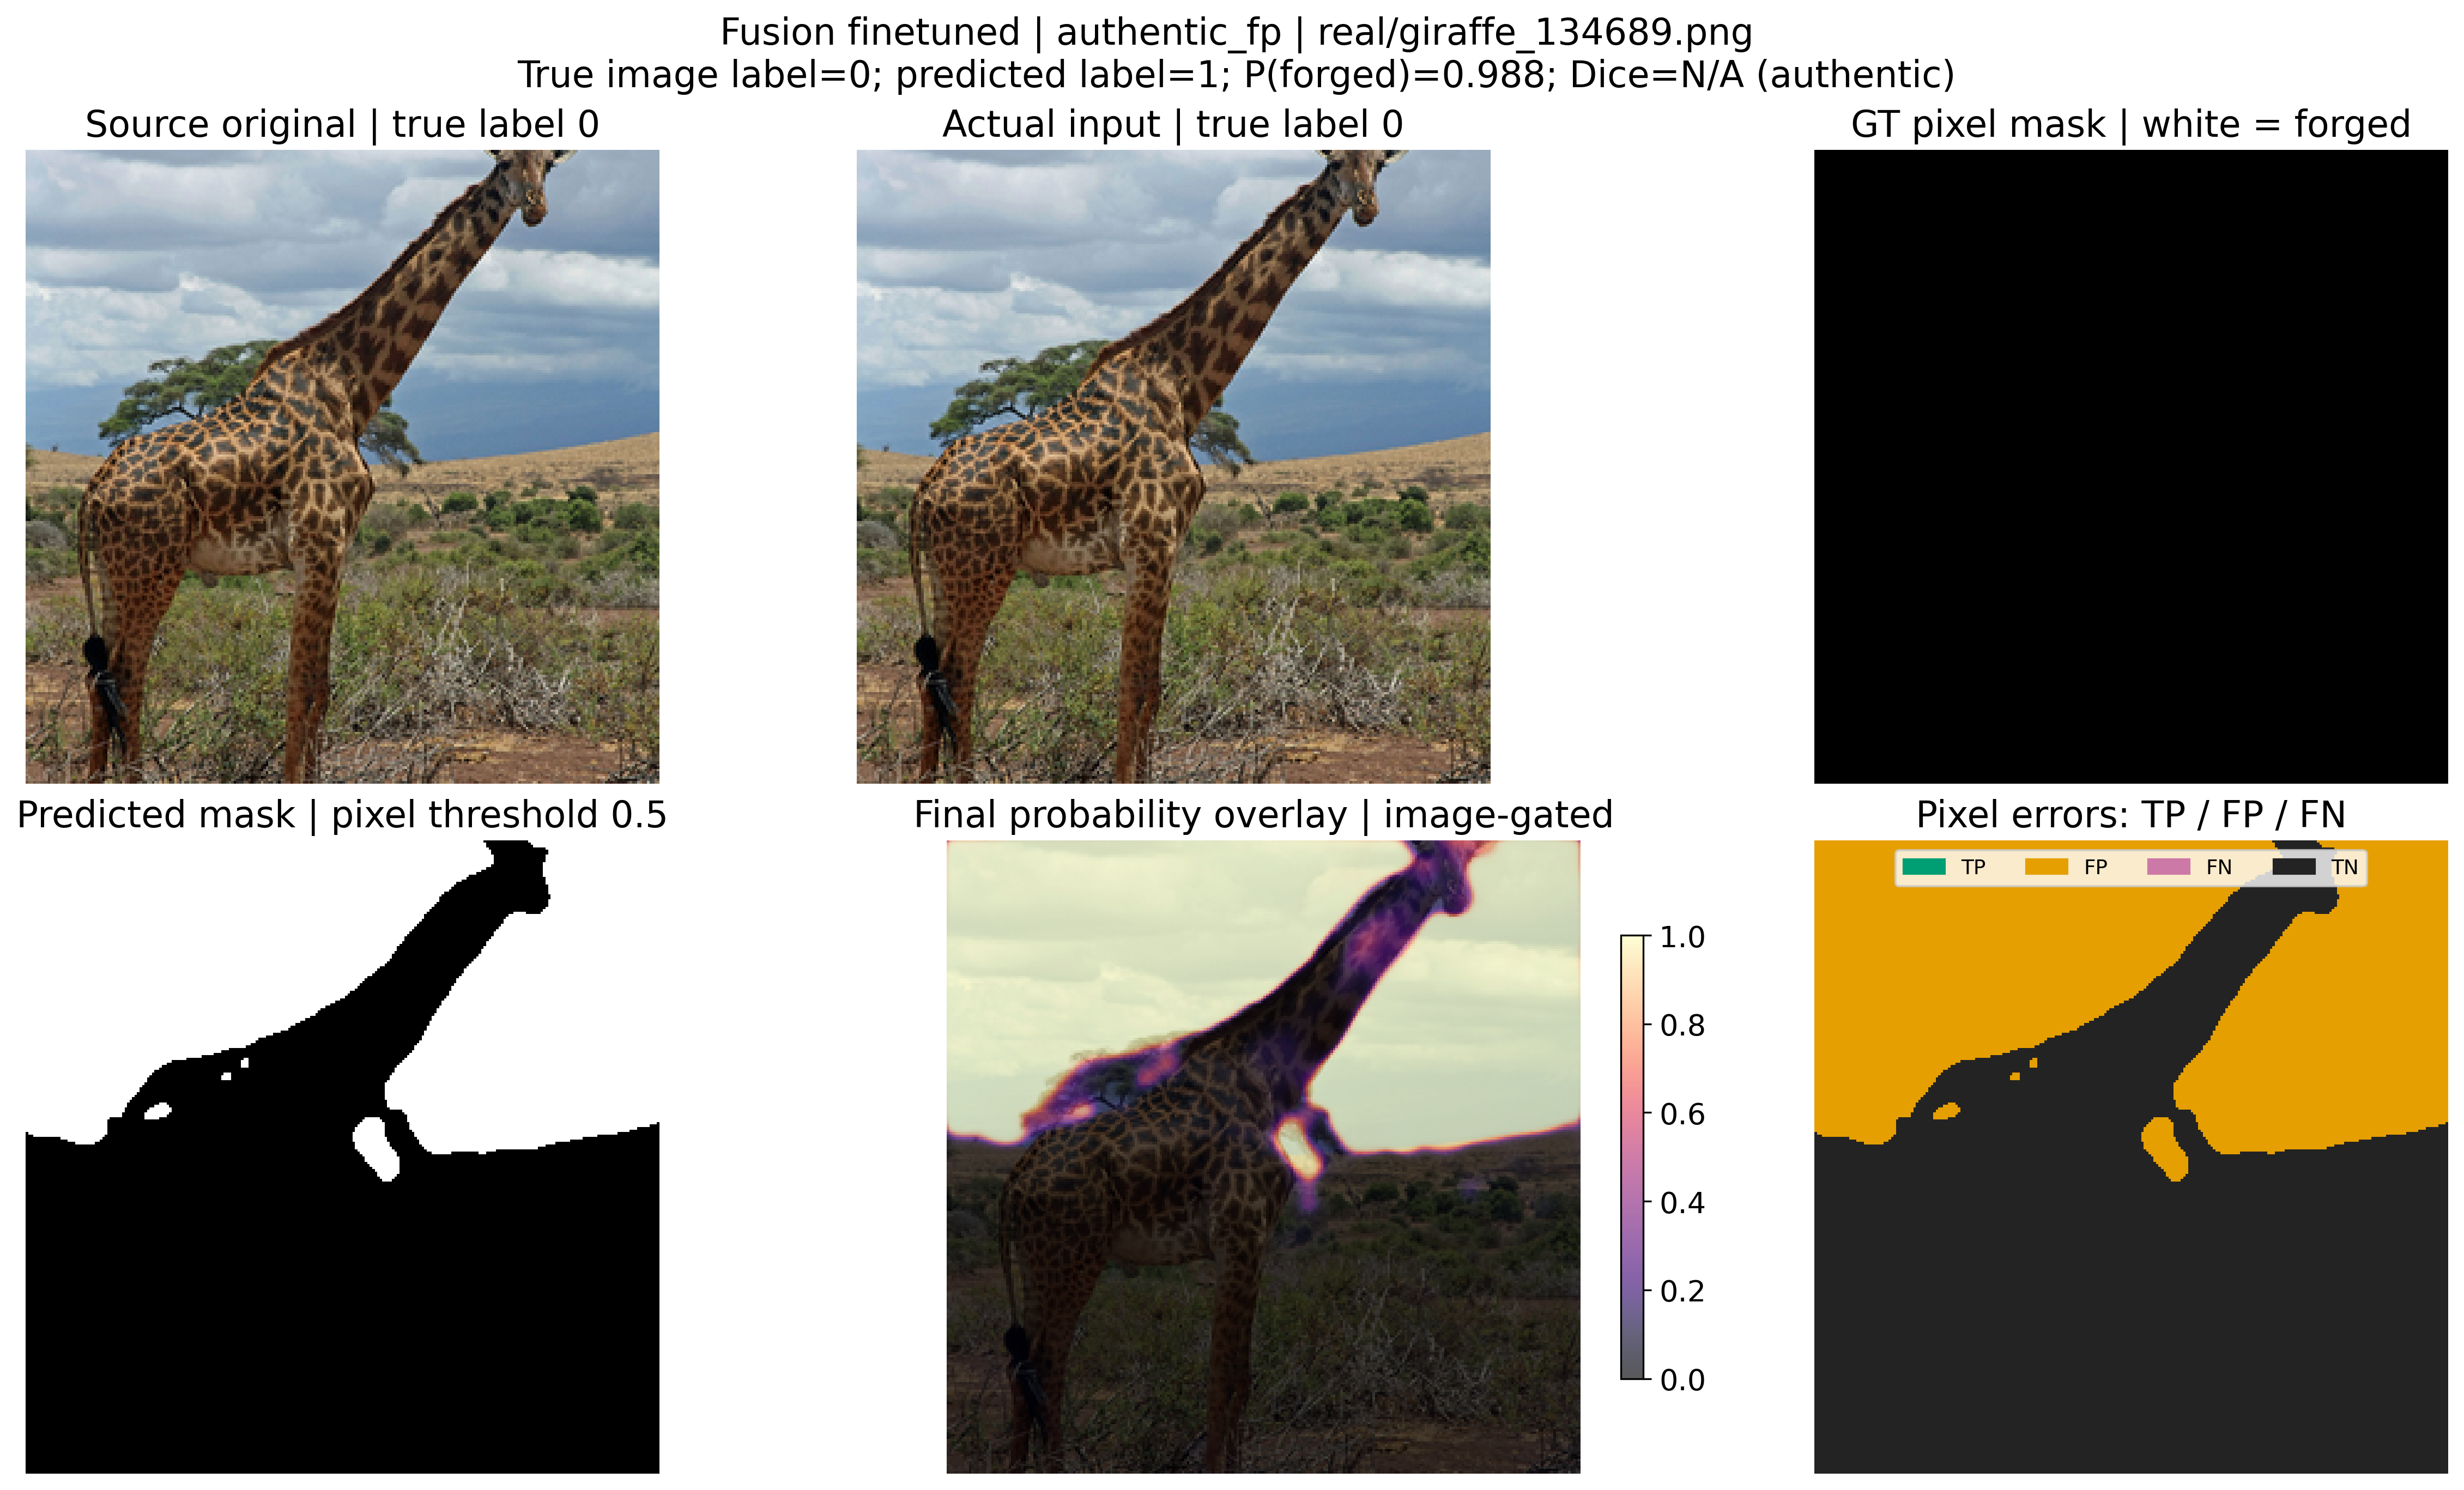 Fusion finetuned | authentic_fp | real/giraffe_134689.png
True image label=0; predicted label=1; P(forged)=0.988; Dice=N/A (authentic)
Source original | true label 0
Actual input | true label 0
GT pixel mask | white = forged
Predicted mask | pixel threshold 0.5
Final probability overlay | image-gated
Pixel errors: TP / FP / FN
TP
FP
FN
TN
1.0
0.8
0.6
0.4
0.2
0.0